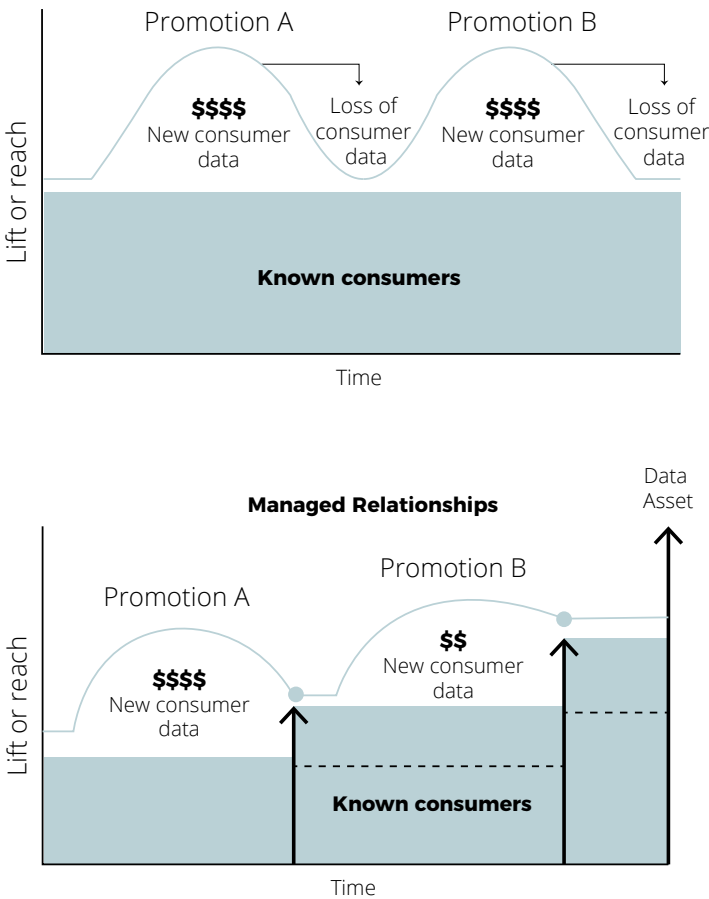 Promotion A
Promotion B
$$$$
New consumer
data
Loss of
consumer
data
$$$$
New consumer
data
Loss of
consumer
data
Lift or reach
Known consumers
Time
Managed Relationships
Data
Asset
Promotion A
Promotion B
$$$$
New consumer
data
$$
New consumer
data
Lift or reach
Known consumers
Time